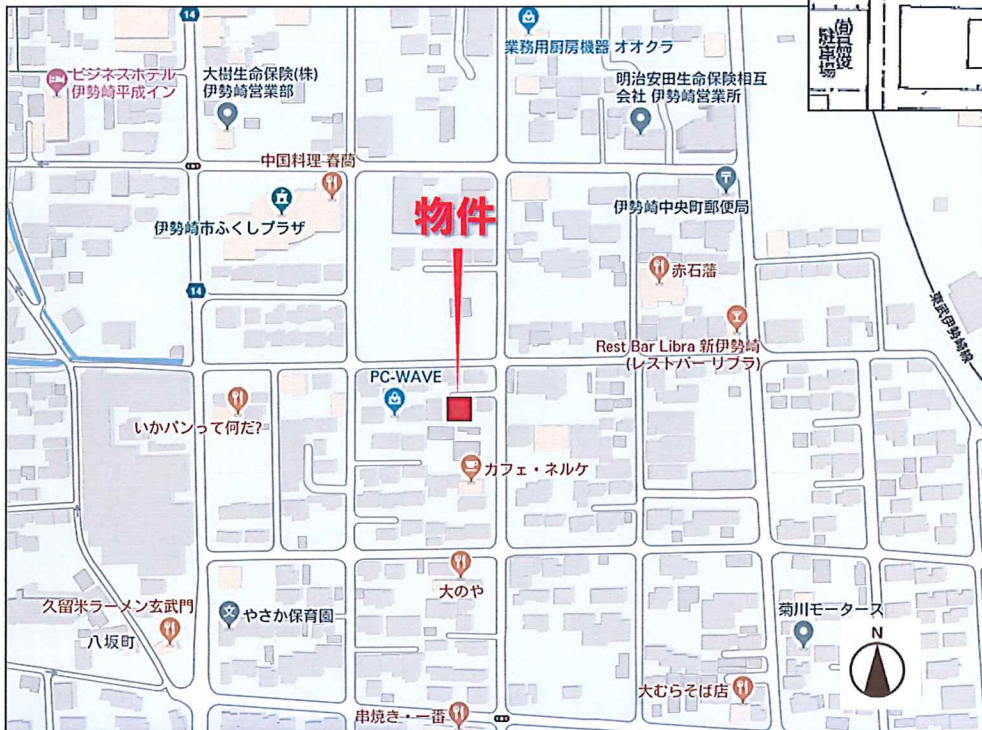 14
業務用厨房機器 オオクラ
ビジネスホテル
伊勢崎平成イン
大樹生命保険(株)
伊勢崎営業部
明治安田生命保険相互
会社 伊勢崎営業所
駐車場
中国料理 春蘭
伊勢崎市ふくしプラザ
物件
伊勢崎中央町郵便局
赤石藩
14
東武伊勢崎線
Rest Bar Libra 新伊勢崎
(レストバー リブラ)
PC-WAVE
いかパンって何だ?
カフェ・ネルケ
大のや
久留米ラーメン玄武門
八坂町
やさか保育園
菊川モータース
N
大むらそば店
串焼き・一番